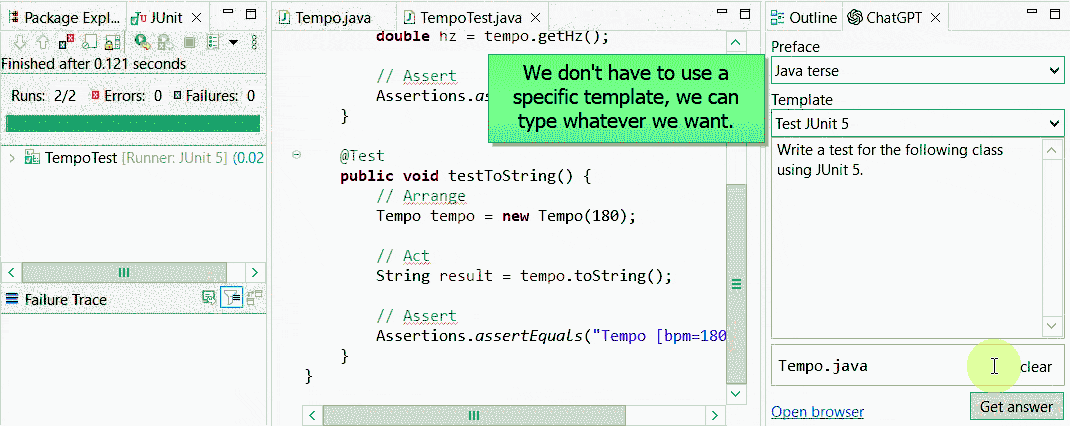 Package Expl...
JUnit
Finished after 0.121 seconds
Runs: 2/2 Errors: 0 Failures: 0
TempoTest [Runner: JUnit 5] (0.02
Failure Trace
Tempo.java
TempoTest.java
double hz = tempo.getHz();
// Assert
Assertions.as
}
@Test
public void testToString() {
// Arrange
Tempo tempo = new Tempo(180);
// Act
String result = tempo.toString();
// Assert
Assertions.assertEquals("Tempo [bpm=180
}
}
We don't have to use a
specific template, we can
type whatever we want.
Outline
ChatGPT
Preface
Java terse
Template
Test JUnit 5
Write a test for the following class
using JUnit 5.
Tempo.java
clear
Open browser
Get answer